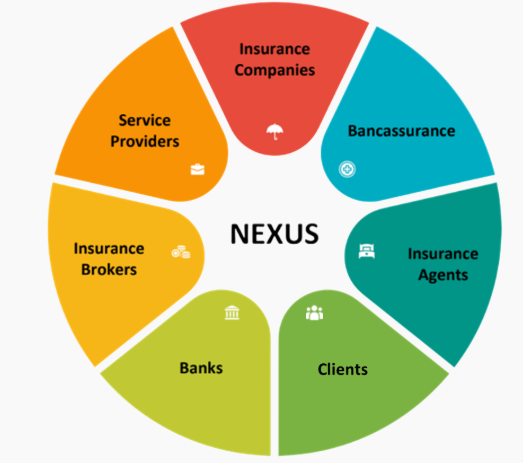 Insurance
Companies
Bancassurance
Insurance
Agents
Clients
Banks
Insurance
Brokers
Service
Providers
NEXUS